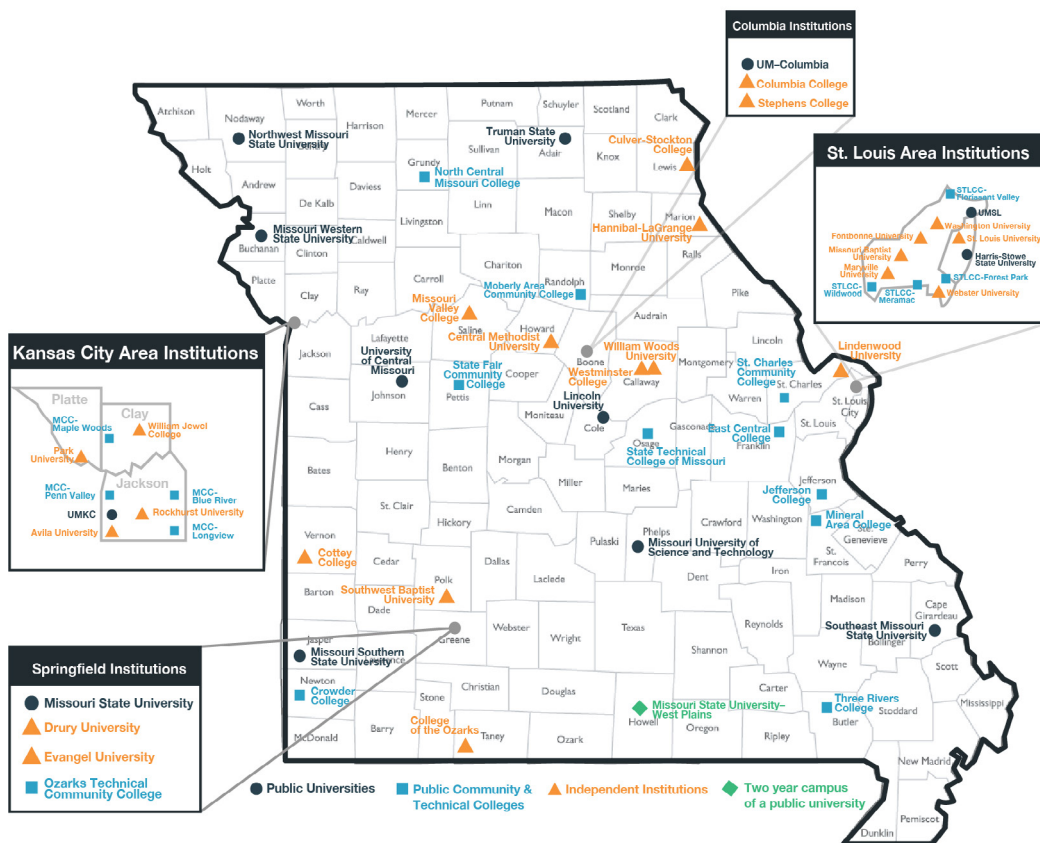 Columbia Institutions
UM–Columbia
Columbia College
Stephens College
St. Louis Area Institutions
STLCC-
Florissant Valley
UMSL
Washington University
Fontbonne University
St. Louis University
Missouri Baptist
University
Harris-Stowe
State University
Maryville
University
STLCC-Forest Park
STLCC-
Wildwood
STLCC-
Meramac
Webster University
Kansas City Area Institutions
Platte
Clay
MCC-
Maple Woods
William Jewol
College
Park
University
Jackson
MCC-
Penn Valley
MCC-
Blue River
UMKC
Rockhurst University
Avila University
MCC-
Longview
Springfield Institutions
Missouri State University
Drury University
Evangel University
Ozarks Technical
Community College
Atchison
Nodaway
Worth
Harrison
Mercer
Putnam
Schuyler
Scotland
Clark
Northwest Missouri
State University
Truman State
University
Sullivan
Adair
Knox
Culver-Stockton
College
Lewis
Holt
Andrew
Daviess
Grundy
North Central
Missouri College
De Kalb
Linn
Macon
Shelby
Marion
Hannibal-LaGrange
University
Missouri Western
State University
Buchanan
Caldwell
Livingston
Clinton
Chariton
Ralls
Monroe
Platte
Clay
Ray
Carroll
Randolph
Moberly Area
Community College
Pike
Missouri
Valley
College
Saline
Howard
Central Methodist
University
Audrain
Jackson
Lafayette
University
of Central
Missouri
Johnson
State Fair
Community
College
Pettis
Cooper
Boone
William Woods
University
Westminster
College
Callaway
Montgomery
Lincoln
Lindenwood
University
St. Charles
Community
College
St. Charles
Warren
St. Louis
City
St. Louis
Cass
Moniteau
Lincoln
University
Cole
Osage
State Technical
College of Missouri
Gasconade
East Central
College
Franklin
Bates
Henry
Benton
Morgan
Miller
Maries
Jefferson
Jefferson
College
St. Clair
Camden
Hickory
Pulaski
Phelps
Crawford
Washington
Mineral
Area College
Ste.
Genevieve
St.
Francois
Perry
Missouri University of
Science and Technology
Vernon
Cottey
College
Cedar
Polk
Southwest Baptist
University
Dallas
Laclede
Dent
Iron
Madison
Cape
Girardeau
Southeast Missouri
State University
Bollinger
Barton
Dade
Greene
Webster
Wright
Texas
Reynolds
Shannon
Wayne
Scott
Jasper
Missouri Southern
State University
Lawrence
Newton
Crowder
College
McDonald
Barry
Stone
Christian
College
of the Ozarks
Taney
Douglas
Ozark
Missouri State University–
West Plains
Howell
Oregon
Carter
Ripley
Three Rivers
College
Butler
Stoddard
Mississippi
New Madrid
Pemiscot
Dunklin
Public Universities
Public Community &
Technical Colleges
Independent Institutions
Two year campus
of a public university